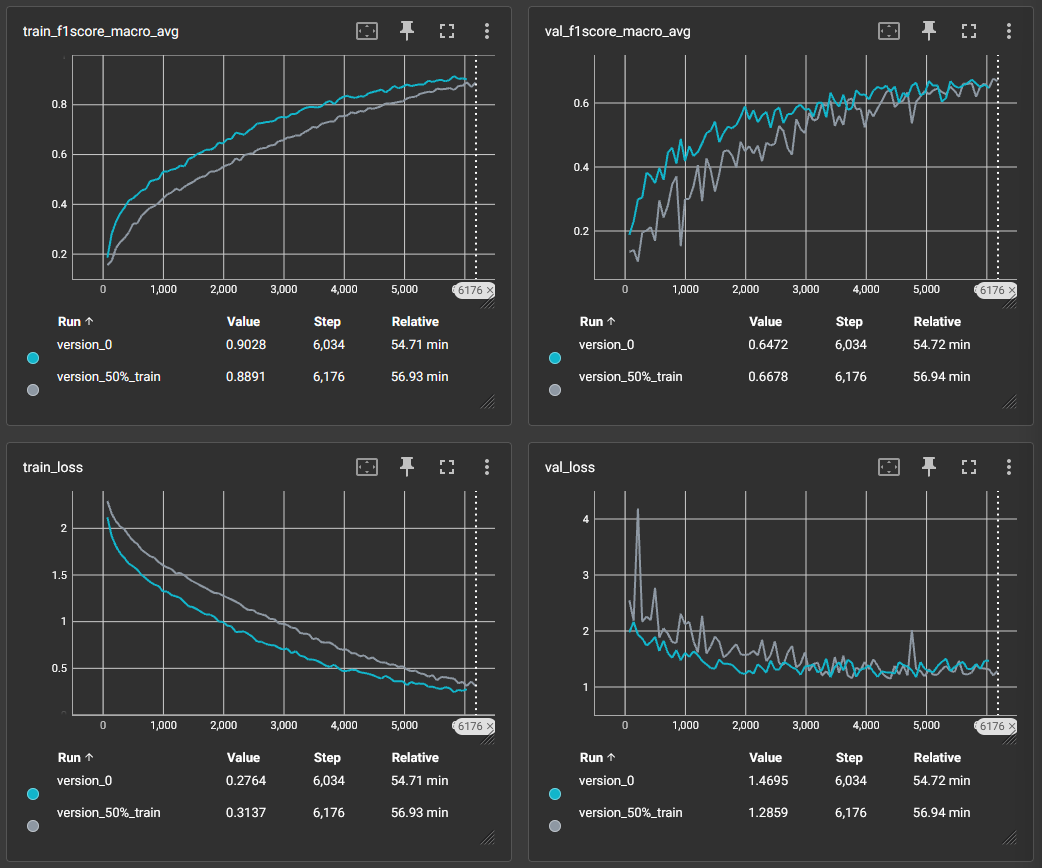 train_f1score_macro_avg
0.8
0.6
0.4
0.2
0 1,000 2,000 3,000 4,000 5,000 6176 ×
Run ↑ Value Step Relative
version_0 0.9028 6,034 54.71 min
version_50%_train 0.8891 6,176 56.93 min
val_f1score_macro_avg
0.6
0.4
0.2
0 1,000 2,000 3,000 4,000 5,000 6176 ×
Run ↑ Value Step Relative
version_0 0.6472 6,034 54.72 min
version_50%_train 0.6678 6,176 56.94 min
train_loss
2
1.5
1
0.5
0 1,000 2,000 3,000 4,000 5,000 6176 ×
Run ↑ Value Step Relative
version_0 0.2764 6,034 54.71 min
version_50%_train 0.3137 6,176 56.93 min
val_loss
4
3
2
1
0 1,000 2,000 3,000 4,000 5,000 6176 ×
Run ↑ Value Step Relative
version_0 1.4695 6,034 54.72 min
version_50%_train 1.2859 6,176 56.94 min